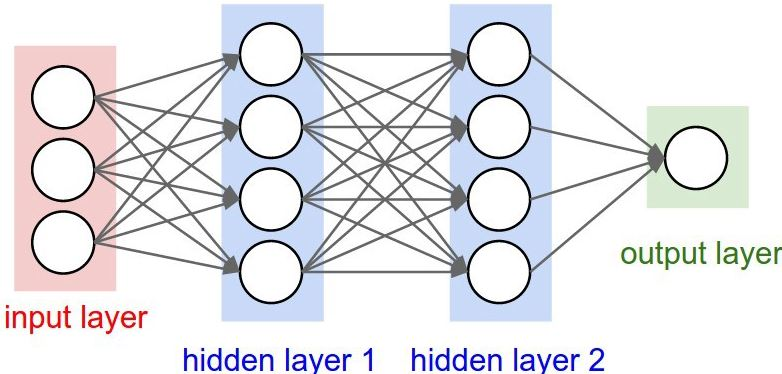 input layer
hidden layer 1
hidden layer 2
output layer